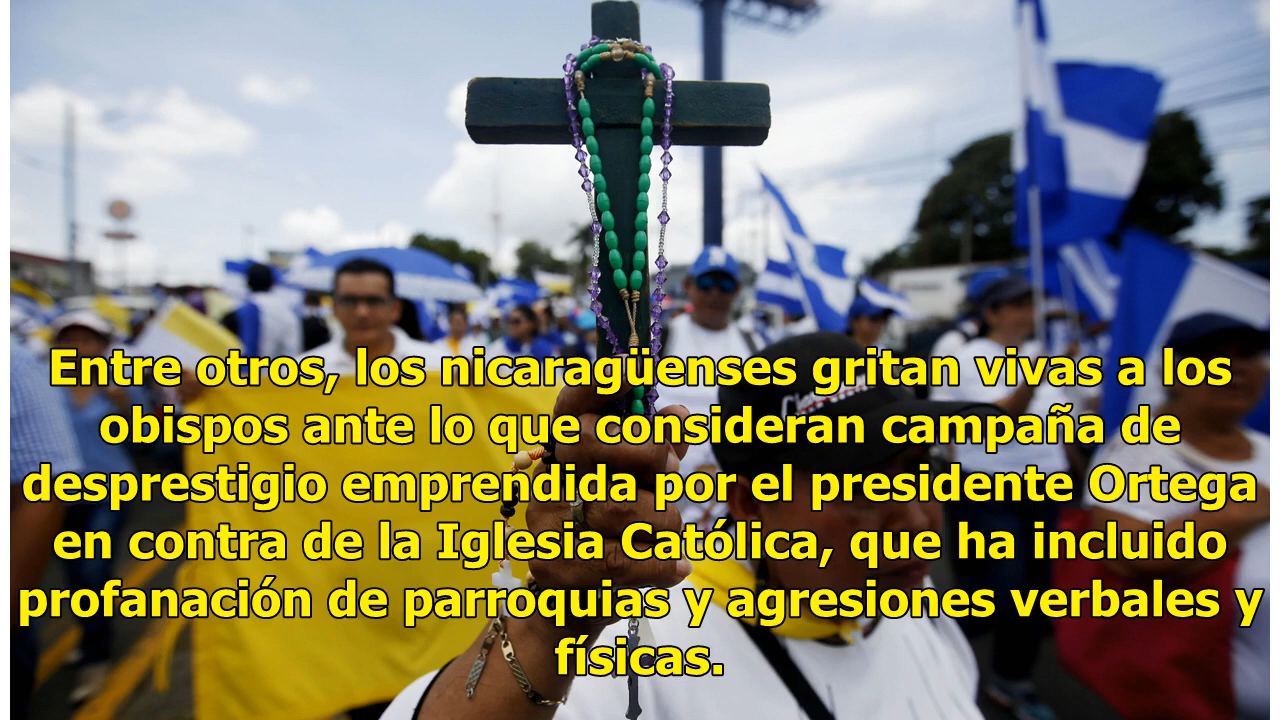 Entre otros, los nicaragüenses gritan vivas a los
obispos ante lo que consideran campaña de
desprestigio emprendida por el presidente Ortega
en contra de la Iglesia Católica, que ha incluido
profanación de parroquias y agresiones verbales y
físicas.